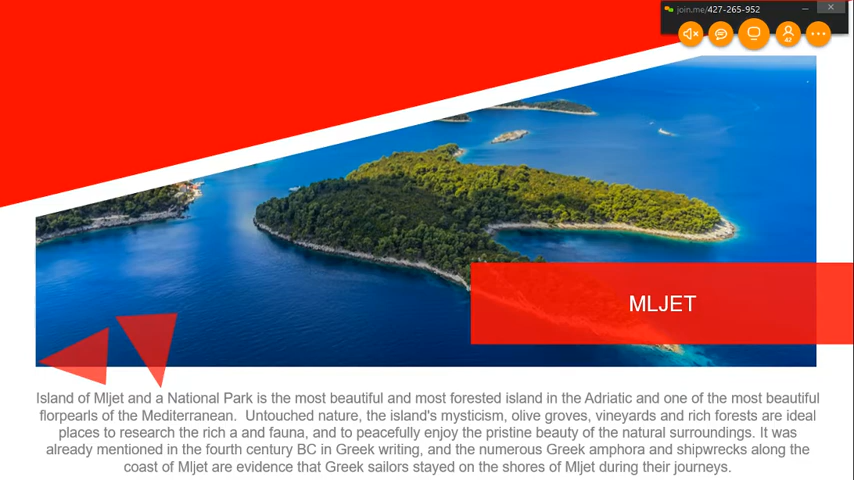 join.me/427-265-952
42
MLJET
Island of Mljet and a National Park is the most beautiful and most forested island in the Adriatic and one of the most beautiful
florpearls of the Mediterranean. Untouched nature, the island's mysticism, olive groves, vineyards and rich forests are ideal
places to research the rich a and fauna, and to peacefully enjoy the pristine beauty of the natural surroundings. It was
already mentioned in the fourth century BC in Greek writing, and the numerous Greek amphora and shipwrecks along the
coast of Mljet are evidence that Greek sailors stayed on the shores of Mljet during their journeys.